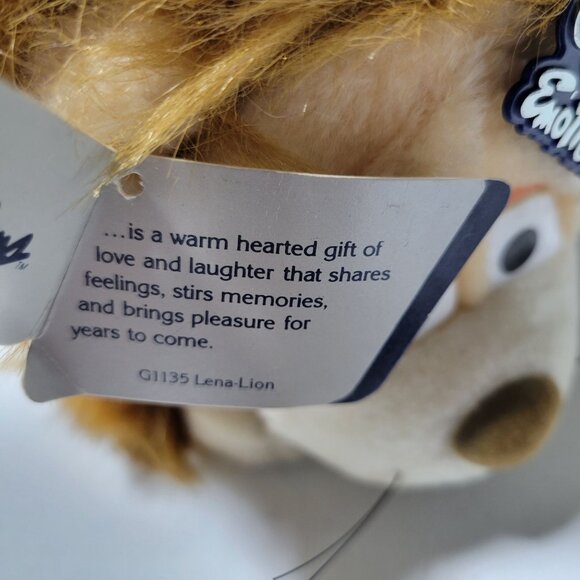 ...is a warm hearted gift of
love and laughter that shares
feelings, stirs memories,
and brings pleasure for
years to come.
G1135 Lena-Lion